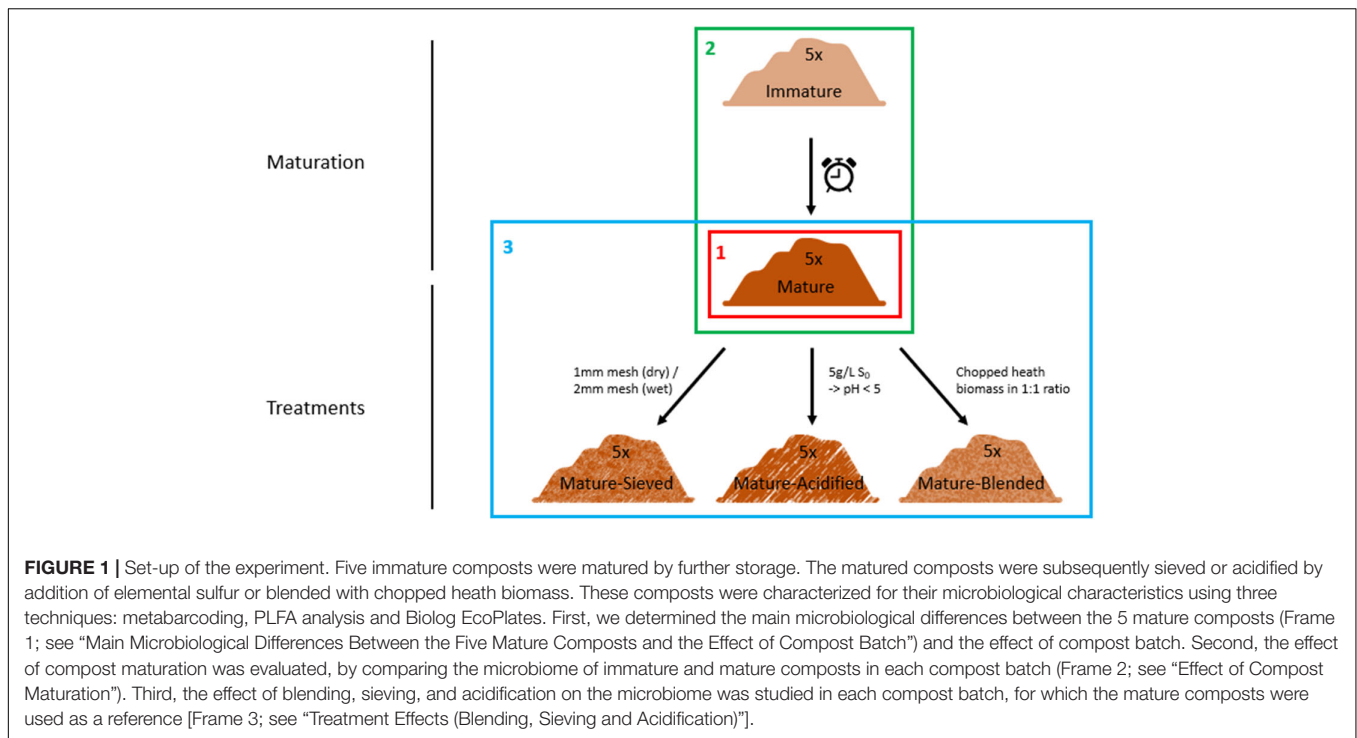 2
5x
Immature
Maturation
3
1
5x
Mature
1mm mesh (dry) /
2mm mesh (wet)
5g/L S₀
-> pH < 5
Chopped heath
biomass in 1:1 ratio
Treatments
5x
Mature-Sieved
5x
Mature-Acidified
5x
Mature-Blended
FIGURE 1 | Set-up of the experiment. Five immature composts were matured by further storage. The matured composts were subsequently sieved or acidified by
addition of elemental sulfur or blended with chopped heath biomass. These composts were characterized for their microbiological characteristics using three
techniques: metabarcoding, PLFA analysis and Biolog EcoPlates. First, we determined the main microbiological differences between the 5 mature composts (Frame
1; see “Main Microbiological Differences Between the Five Mature Composts and the Effect of Compost Batch”) and the effect of compost batch. Second, the effect
of compost maturation was evaluated, by comparing the microbiome of immature and mature composts in each compost batch (Frame 2; see “Effect of Compost
Maturation”). Third, the effect of blending, sieving, and acidification on the microbiome was studied in each compost batch, for which the mature composts were
used as a reference [Frame 3; see “Treatment Effects (Blending, Sieving and Acidification)”].